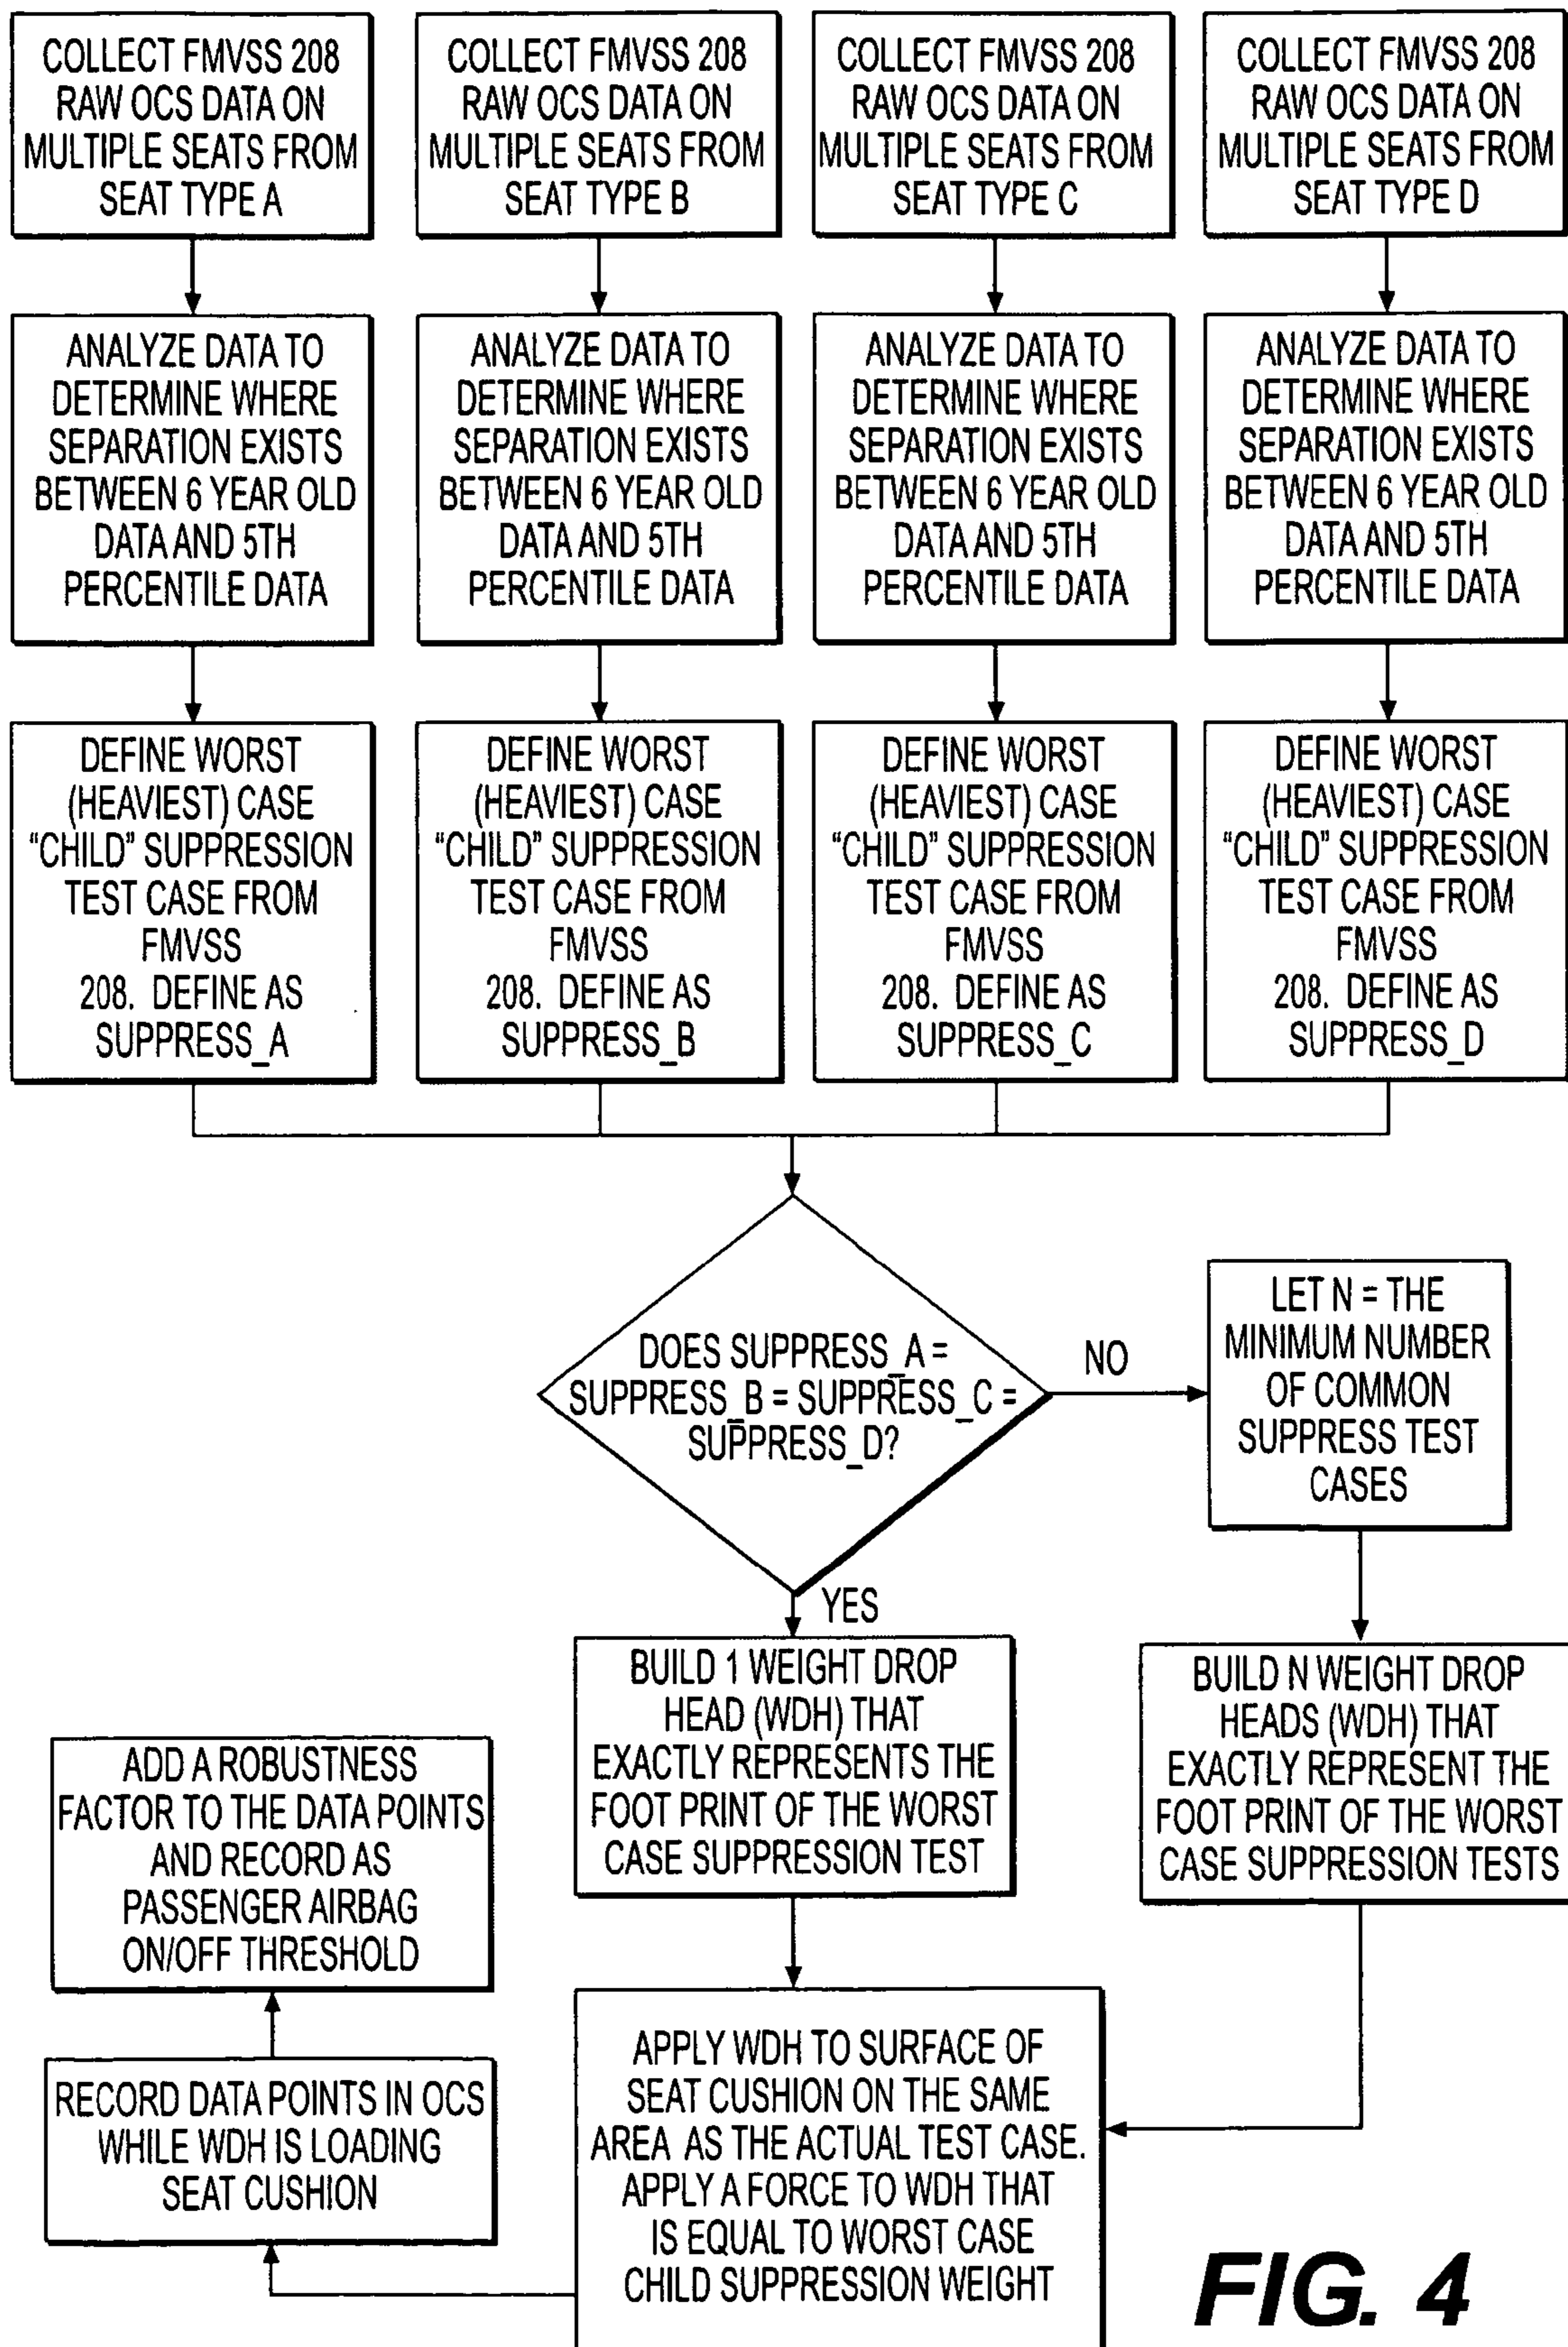 COLLECT FMVSS 208
RAW OCS DATA ON
MULTIPLE SEATS FROM
SEAT TYPE A
COLLECT FMVSS 208
RAW OCS DATA ON
MULTIPLE SEATS FROM
SEAT TYPE B
COLLECT FMVSS 208
RAW OCS DATA ON
MULTIPLE SEATS FROM
SEAT TYPE C
COLLECT FMVSS 208
RAW OCS DATA ON
MULTIPLE SEATS FROM
SEAT TYPE D
ANALYZE DATA TO
DETERMINE WHERE
SEPARATION EXISTS
BETWEEN 6 YEAR OLD
DATA AND 5TH
PERCENTILE DATA
ANALYZE DATA TO
DETERMINE WHERE
SEPARATION EXISTS
BETWEEN 6 YEAR OLD
DATA AND 5TH
PERCENTILE DATA
ANALYZE DATA TO
DETERMINE WHERE
SEPARATION EXISTS
BETWEEN 6 YEAR OLD
DATA AND 5TH
PERCENTILE DATA
ANALYZE DATA TO
DETERMINE WHERE
SEPARATION EXISTS
BETWEEN 6 YEAR OLD
DATA AND 5TH
PERCENTILE DATA
DEFINE WORST
(HEAVIEST) CASE
“CHILD” SUPPRESSION
TEST CASE FROM
FMVSS
208. DEFINE AS
SUPPRESS_A
DEFINE WORST
(HEAVIEST) CASE
“CHILD” SUPPRESSION
TEST CASE FROM
FMVSS
208. DEFINE AS
SUPPRESS_B
DEFINE WORST
(HEAVIEST) CASE
“CHILD” SUPPRESSION
TEST CASE FROM
FMVSS
208. DEFINE AS
SUPPRESS_C
DEFINE WORST
(HEAVIEST) CASE
“CHILD” SUPPRESSION
TEST CASE FROM
FMVSS
208. DEFINE AS
SUPPRESS_D
DOES SUPPRESS_A =
SUPPRESS_B = SUPPRESS_C =
SUPPRESS_D?
NO
LET N = THE
MINIMUM NUMBER
OF COMMON
SUPPRESS TEST
CASES
YES
BUILD 1 WEIGHT DROP
HEAD (WDH) THAT
EXACTLY REPRESENTS THE
FOOT PRINT OF THE WORST
CASE SUPPRESSION TEST
BUILD N WEIGHT DROP
HEADS (WDH) THAT
EXACTLY REPRESENT THE
FOOT PRINT OF THE WORST
CASE SUPPRESSION TESTS
APPLY WDH TO SURFACE OF
SEAT CUSHION ON THE SAME
AREA AS THE ACTUAL TEST CASE.
APPLY A FORCE TO WDH THAT
IS EQUAL TO WORST CASE
CHILD SUPPRESSION WEIGHT
RECORD DATA POINTS IN OCS
WHILE WDH IS LOADING
SEAT CUSHION
ADD A ROBUSTNESS
FACTOR TO THE DATA POINTS
AND RECORD AS
PASSENGER AIRBAG
ON/OFF THRESHOLD
FIG. 4